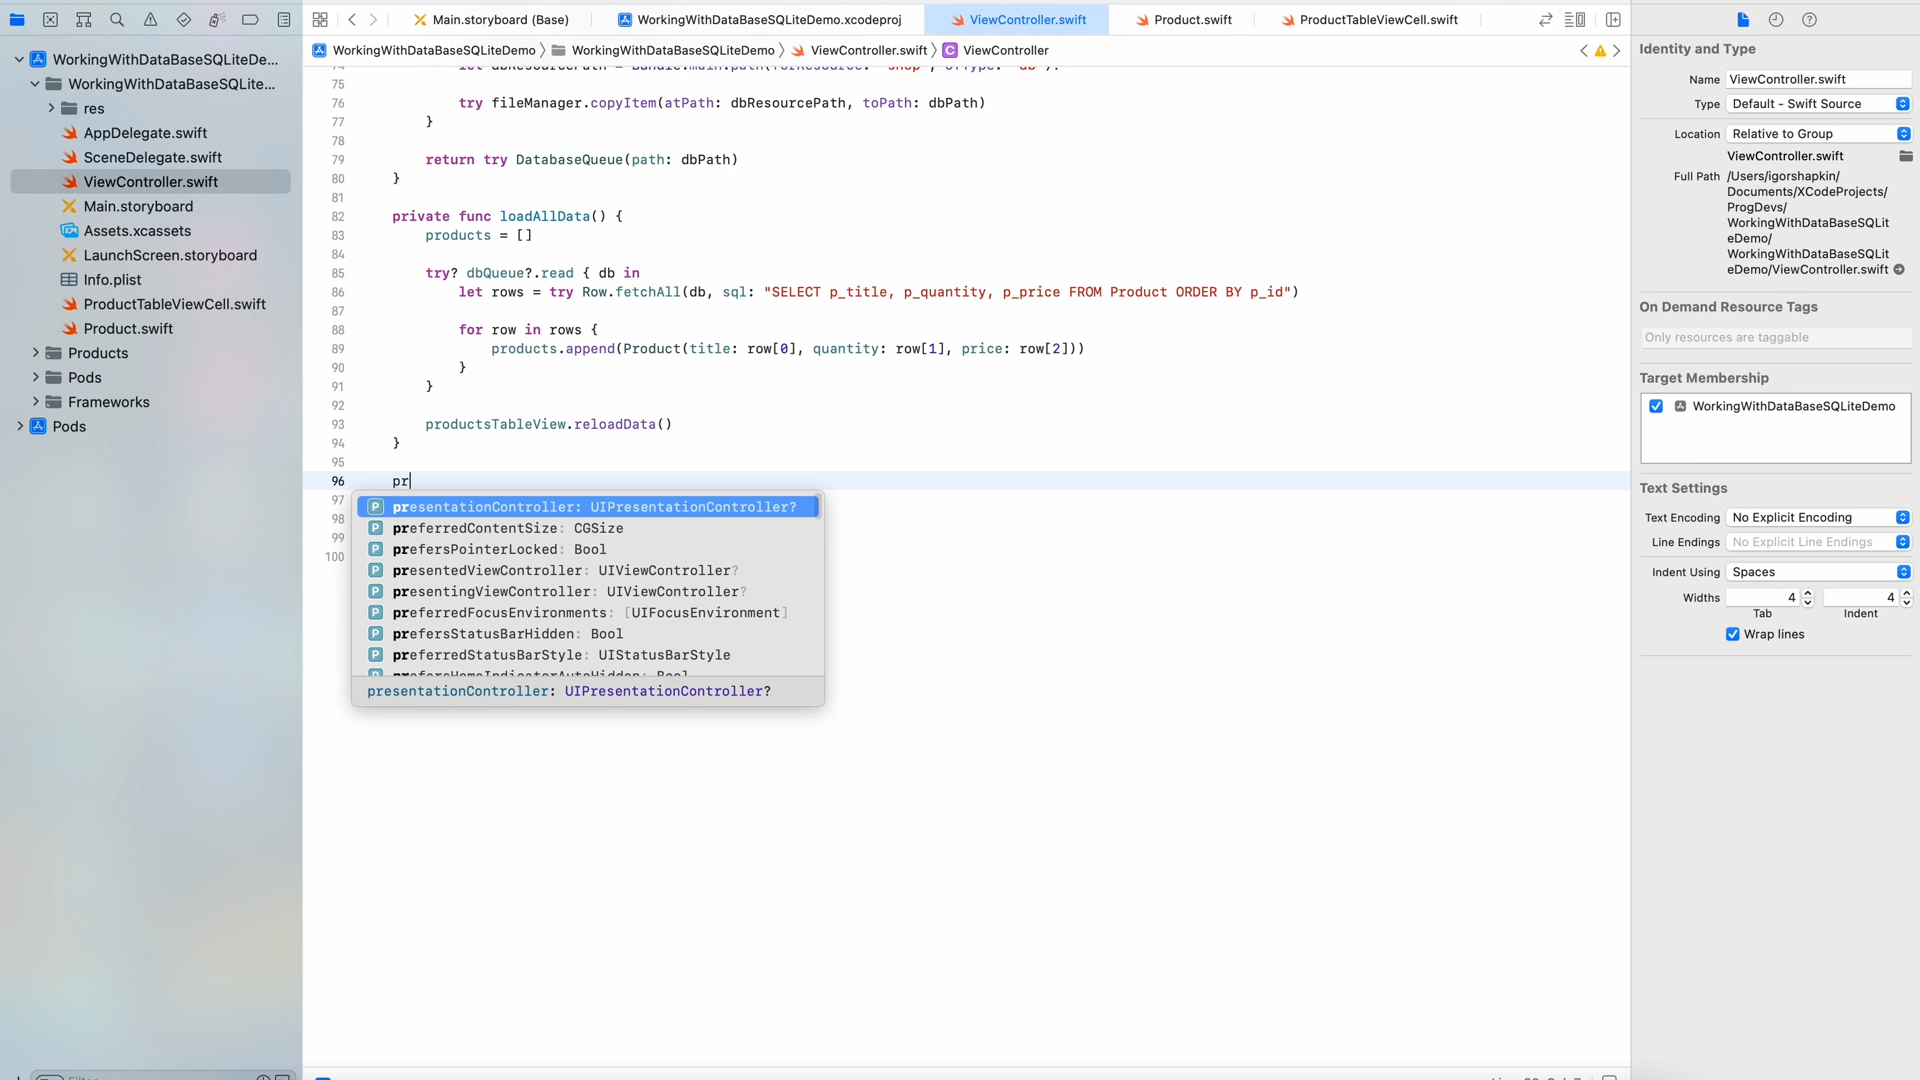 Main.storyboard (Base)
WorkingWithDataBaseSQLiteDemo.xcodeproj
ViewController.swift
Product.swift
ProductTableViewCell.swift
WorkingWithDataBaseSQLiteDemo
WorkingWithDataBaseSQLiteDemo
ViewController.swift
C ViewController
WorkingWithDataBaseSQLiteDe...
WorkingWithDataBaseSQLite...
res
AppDelegate.swift
SceneDelegate.swift
ViewController.swift
Main.storyboard
Assets.xcassets
LaunchScreen.storyboard
Info.plist
ProductTableViewCell.swift
Product.swift
Products
Pods
Frameworks
Pods
75
76 try fileManager.copyItem(atPath: dbResourcePath, toPath: dbPath)
77 }
78
79 return try DatabaseQueue(path: dbPath)
80 }
81
82 private func loadAllData() {
83 products = []
84
85 try? dbQueue?.read { db in
86 let rows = try Row.fetchAll(db, sql: "SELECT p_title, p_quantity, p_price FROM Product ORDER BY p_id")
87
88 for row in rows {
89 products.append(Product(title: row[0], quantity: row[1], price: row[2]))
90 }
91 }
92
93 productsTableView.reloadData()
94 }
95
96 pr
97
98
99
100
P presentationController: UIPresentationController?
P preferredContentSize: CGSize
P prefersPointerLocked: Bool
P presentedViewController: UIViewController?
P presentingViewController: UIViewController?
P preferredFocusEnvironments: [UIFocusEnvironment]
P prefersStatusBarHidden: Bool
P preferredStatusBarStyle: UIStatusBarStyle
presentationController: UIPresentationController?
Identity and Type
Name ViewController.swift
Type Default - Swift Source
Location Relative to Group
ViewController.swift
Full Path /Users/igorshapkin/
Documents/XCodeProjects/
ProgDevs/
WorkingWithDataBaseSQLit
eDemo/
WorkingWithDataBaseSQLit
eDemo/ViewController.swift
On Demand Resource Tags
Only resources are taggable
Target Membership
WorkingWithDataBaseSQLiteDemo
Text Settings
Text Encoding No Explicit Encoding
Line Endings No Explicit Line Endings
Indent Using Spaces
Widths 4 4
Tab Indent
Wrap lines